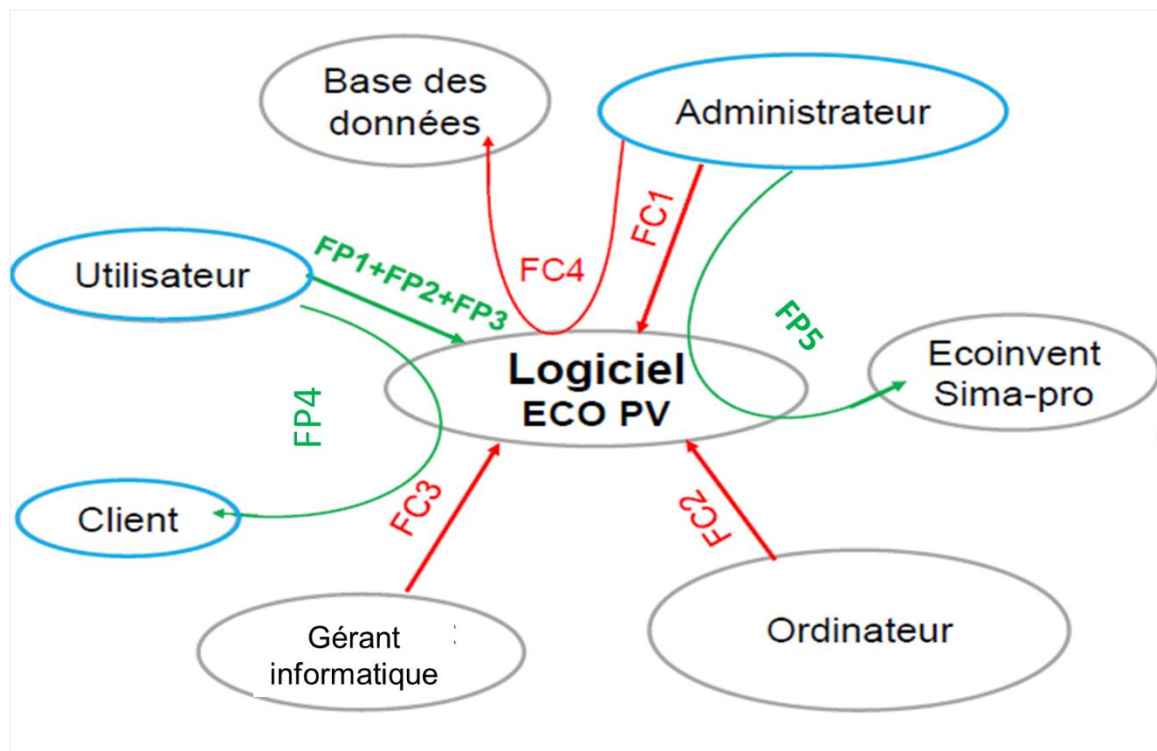 Base des
données
Administrateur
FC1
Utilisateur
FP1+FP2+FP3
FC4
FP5
Logiciel
ECO PV
Ecoinvent
Sima-pro
FP4
Client
FC3
FC2
Gérant
informatique
Ordinateur